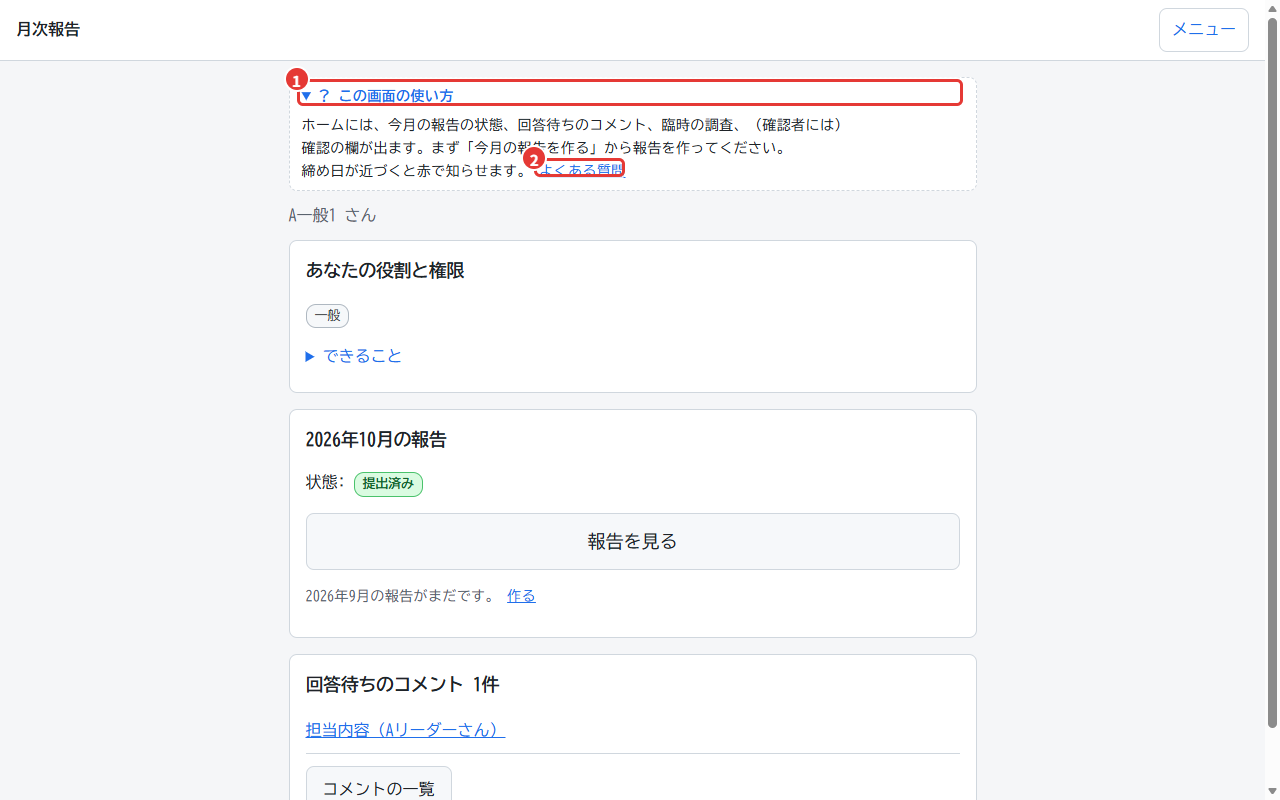 月次報告
メニュー
1
▼ ? この画面の使い方
ホームには、今月の報告の状態、回答待ちのコメント、臨時の調査、（確認者には）
確認の欄が出ます。まず「今月の報告を作る」から報告を作ってください。
2
締め日が近づくと赤で知らせます。 よくある質問
A一般1 さん
あなたの役割と権限
一般
▶ できること
2026年10月の報告
状態: 提出済み
報告を見る
2026年9月の報告がまだです。 作る
回答待ちのコメント 1件
担当内容（Aリーダーさん）
コメントの一覧